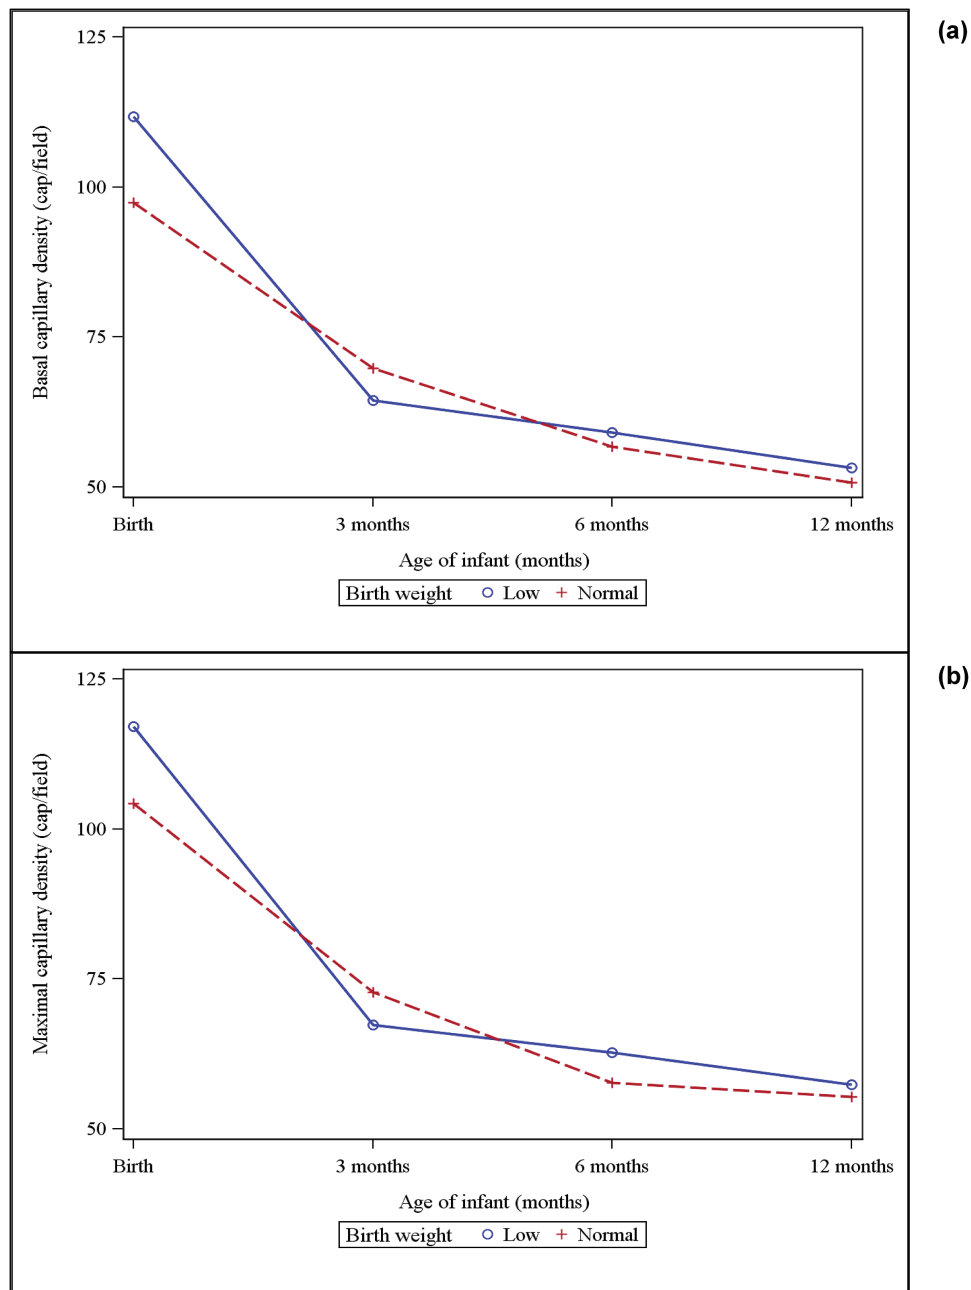 (a)
125
100
75
50
Basal capillary density (cap/field)
Birth 3 months 6 months 12 months
Age of infant (months)
Birth weight Low Normal
(b)
125
100
75
50
Maximal capillary density (cap/field)
Birth 3 months 6 months 12 months
Age of infant (months)
Birth weight Low Normal